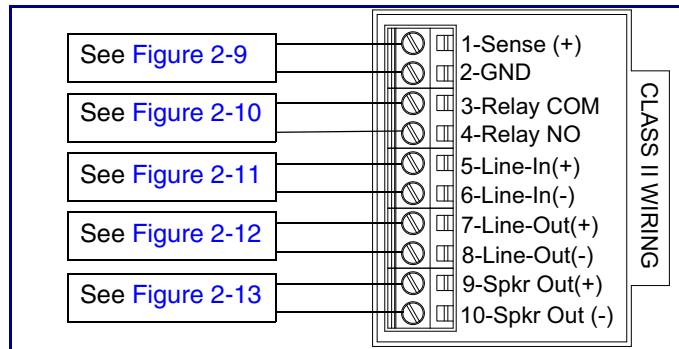 See Figure 2-9
See Figure 2-10
See Figure 2-11
See Figure 2-12
See Figure 2-13
1-Sense (+)
2-GND
3-Relay COM
4-Relay NO
5-Line-In(+)
6-Line-In(-)
7-Line-Out(+)
8-Line-Out(-)
9-Spkr Out(+)
10-Spkr Out (-)
CLASS II WIRING